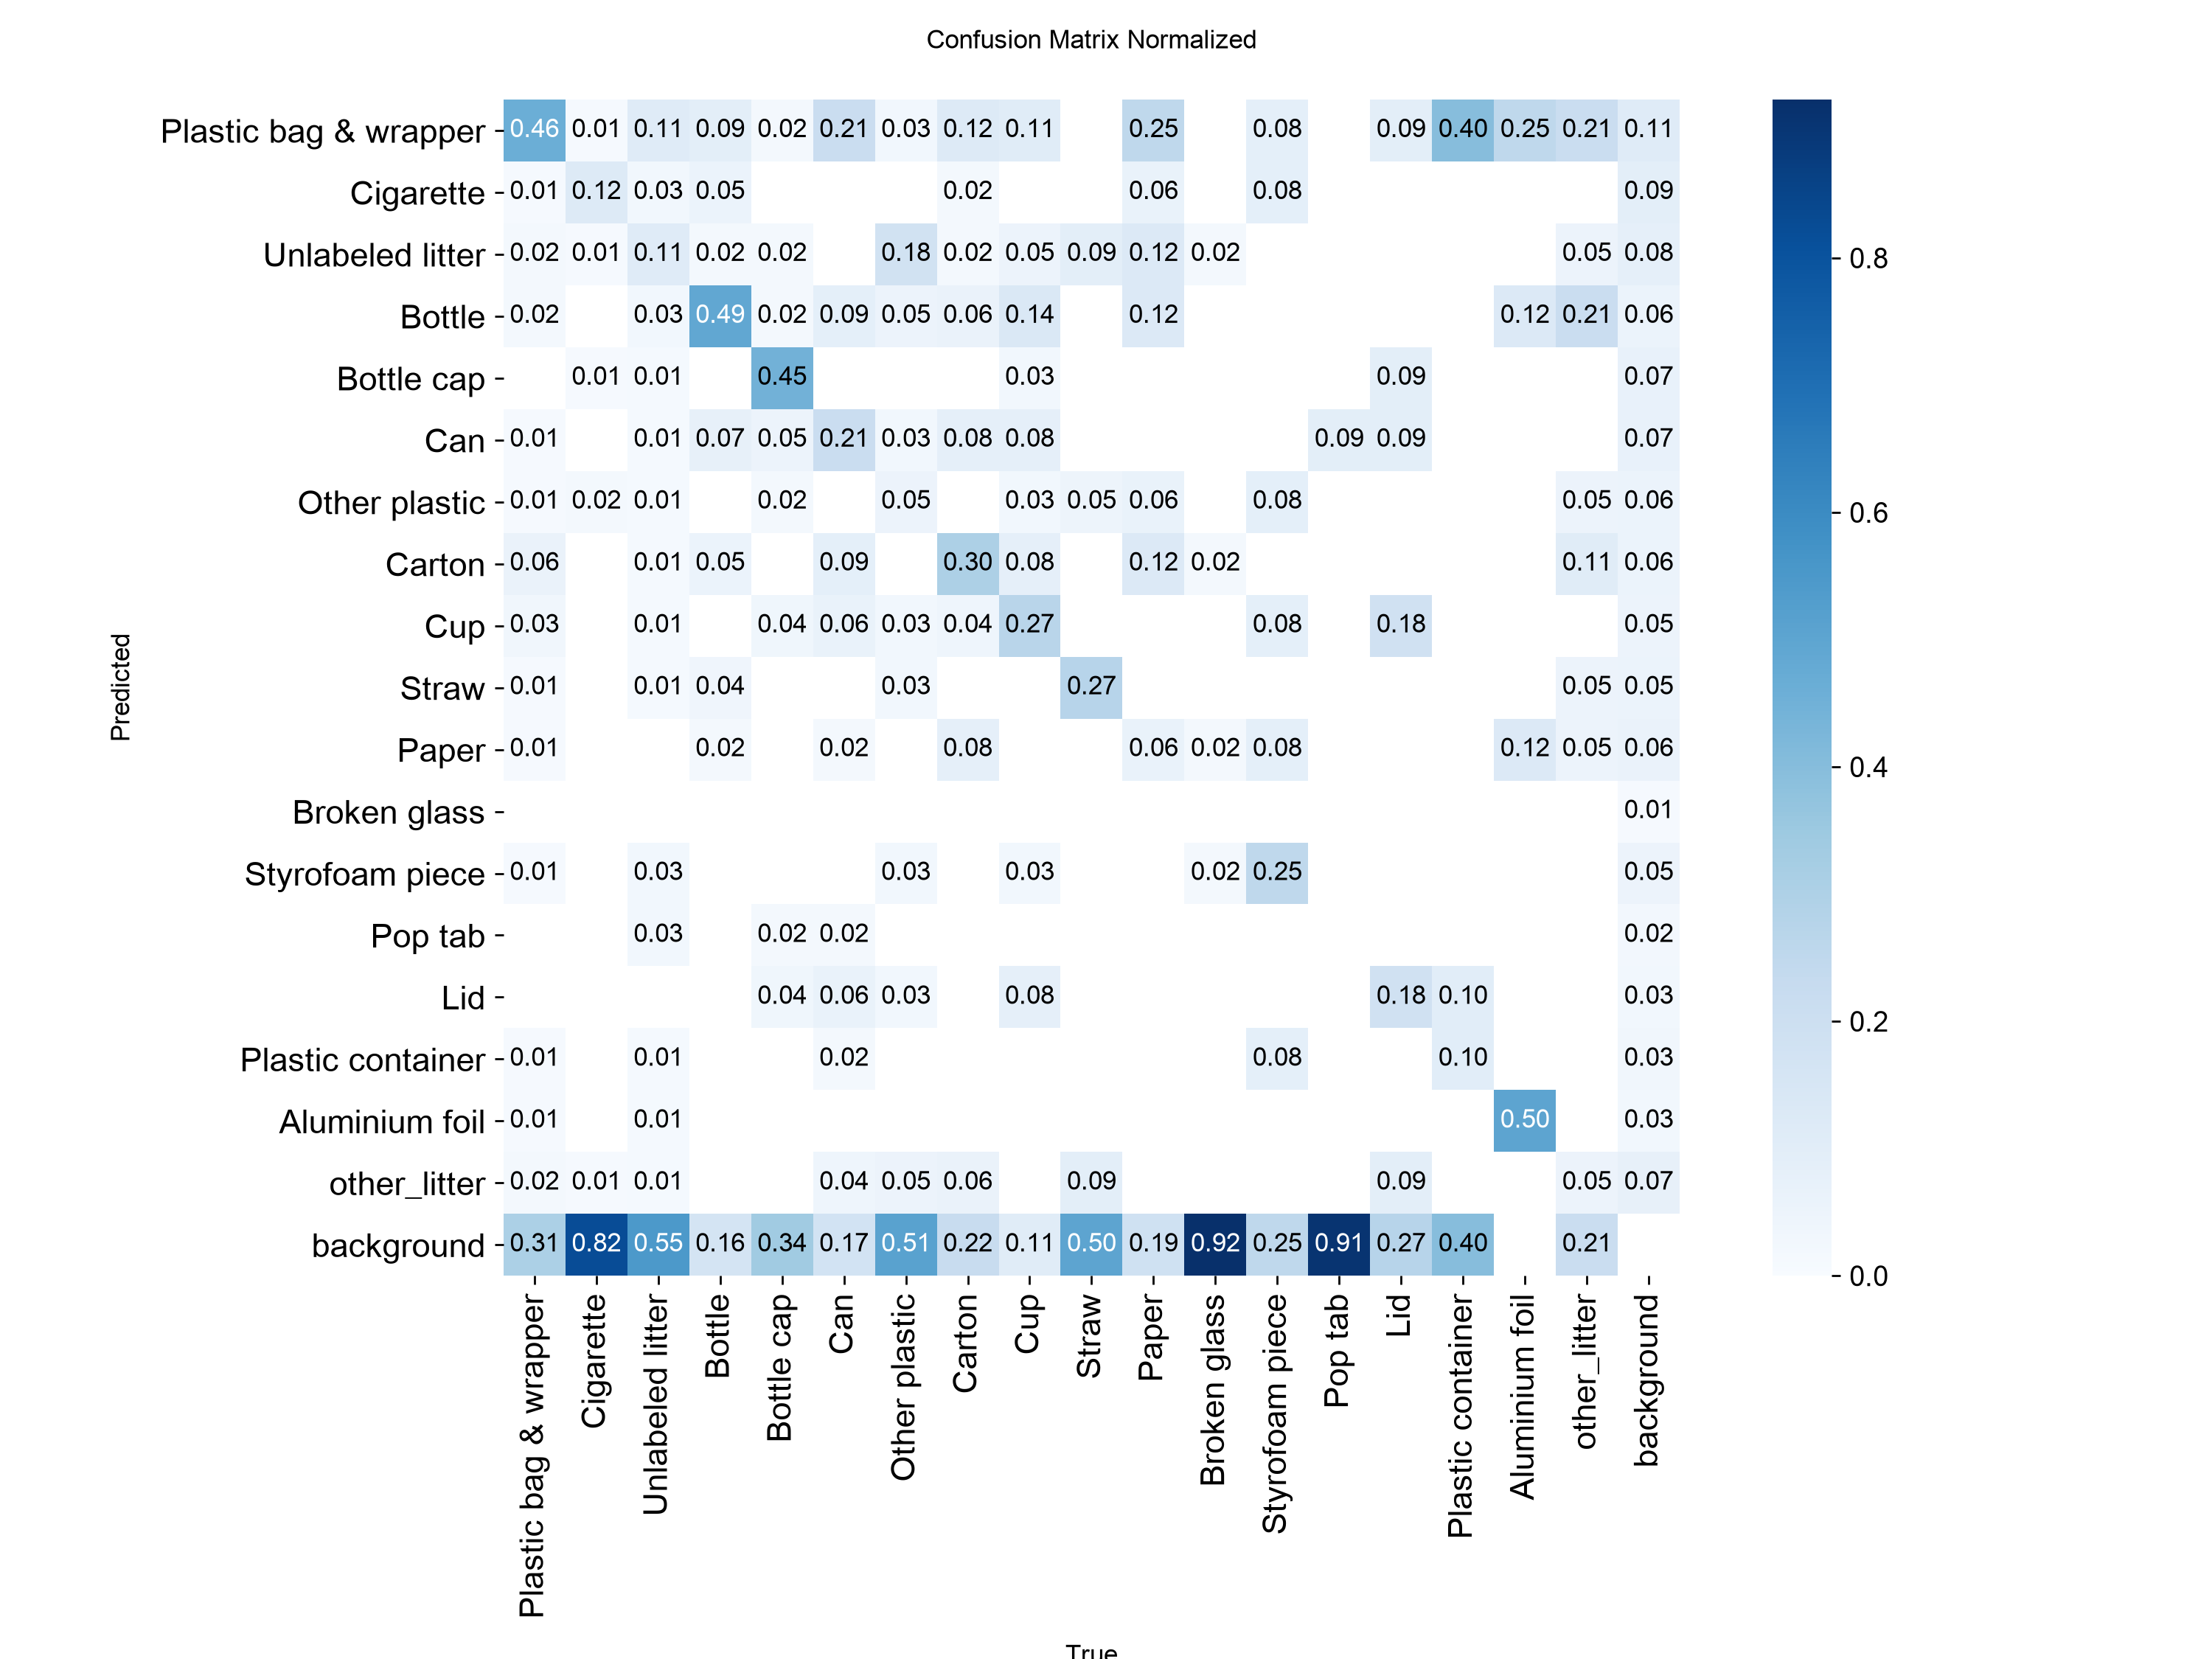 Confusion Matrix Normalized
Plastic bag & wrapper 0.46 0.01 0.11 0.09 0.02 0.21 0.03 0.12 0.11 0.25 0.08 0.09 0.40 0.25 0.21 0.11
Cigarette 0.01 0.12 0.03 0.05 0.02 0.06 0.08 0.09
Unlabeled litter 0.02 0.01 0.11 0.02 0.02 0.18 0.02 0.05 0.09 0.12 0.02 0.05 0.08
0.8
Bottle 0.02 0.03 0.49 0.02 0.09 0.05 0.06 0.14 0.12 0.12 0.21 0.06
Bottle cap 0.01 0.01 0.45 0.03 0.09 0.07
Can 0.01 0.01 0.07 0.05 0.21 0.03 0.08 0.08 0.09 0.09 0.07
Other plastic 0.01 0.02 0.01 0.02 0.05 0.03 0.05 0.06 0.08 0.05 0.06
0.6
Carton 0.06 0.01 0.05 0.09 0.30 0.08 0.12 0.02 0.11 0.06
Cup 0.03 0.01 0.04 0.06 0.03 0.04 0.27 0.08 0.18 0.05
Predicted
Straw 0.01 0.01 0.04 0.03 0.27 0.05 0.05
Paper 0.01 0.02 0.02 0.08 0.06 0.02 0.08 0.12 0.05 0.06
0.4
Broken glass 0.01
Styrofoam piece 0.01 0.03 0.03 0.03 0.02 0.25 0.05
Pop tab 0.03 0.02 0.02 0.02
Lid 0.04 0.06 0.03 0.08 0.18 0.10 0.03
0.2
Plastic container 0.01 0.01 0.02 0.08 0.10 0.03
Aluminium foil 0.01 0.01 0.50 0.03
other_litter 0.02 0.01 0.01 0.04 0.05 0.06 0.09 0.09 0.05 0.07
background 0.31 0.82 0.55 0.16 0.34 0.17 0.51 0.22 0.11 0.50 0.19 0.92 0.25 0.91 0.27 0.40 0.21
0.0
Plastic bag & wrapper
Cigarette
Unlabeled litter
Bottle
Bottle cap
Can
Other plastic
Carton
Cup
Straw
Paper
Broken glass
Styrofoam piece
Pop tab
Lid
Plastic container
Aluminium foil
other_litter
background
True